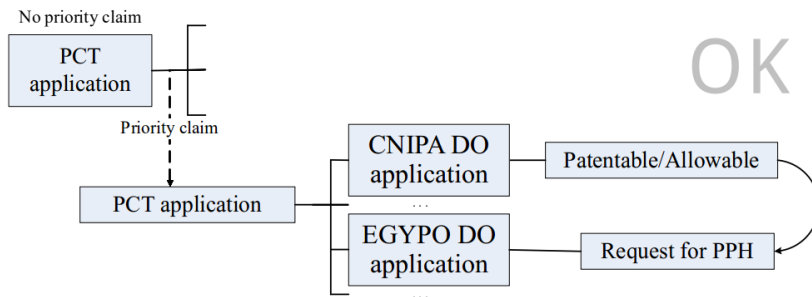 No priority claim
PCT
application
OK
Priority claim
CNIPA DO
application
Patentable/Allowable
PCT application
...
EGYPO DO
application
Request for PPH
...